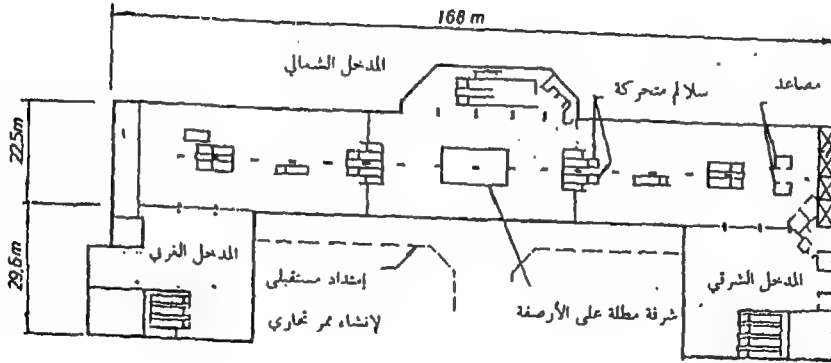 168 m
المدخل الشمالي
سلالم متحركة
مصاعد
22,5m
29,6m
المدخل الغربي
إمتداد مستقبلى
لإنشاء ممر تجاري
شرفة مطلة على الأرصفة
المدخل الشرقي